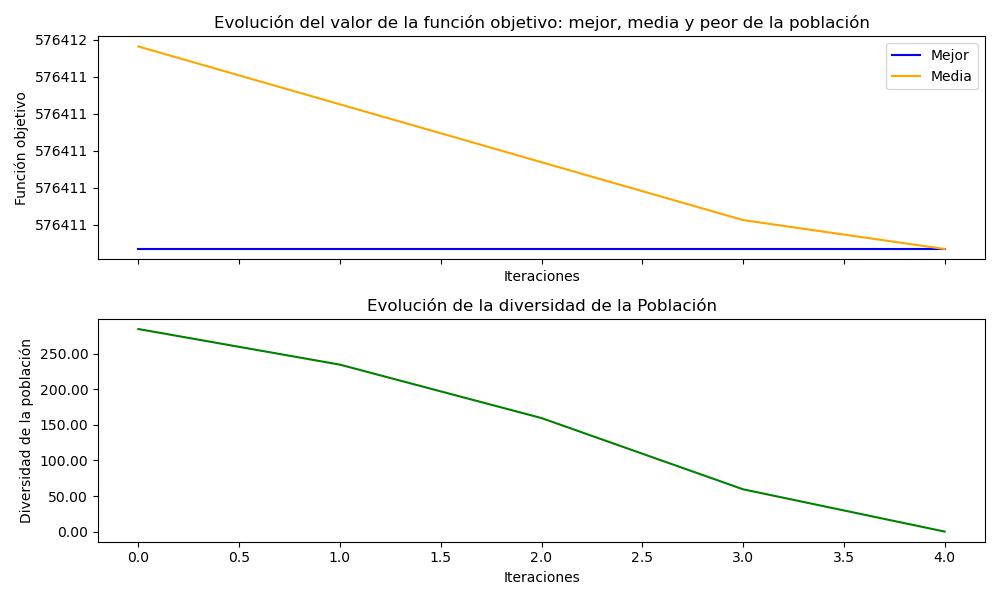 Evolución del valor de la función objetivo: mejor, media y peor de la población
576412
576411
576411
576411
576411
576411
Función objetivo
Mejor
Media
Iteraciones
Evolución de la diversidad de la Población
250.00
200.00
150.00
100.00
50.00
0.00
Diversidad de la población
0.0 0.5 1.0 1.5 2.0 2.5 3.0 3.5 4.0
Iteraciones